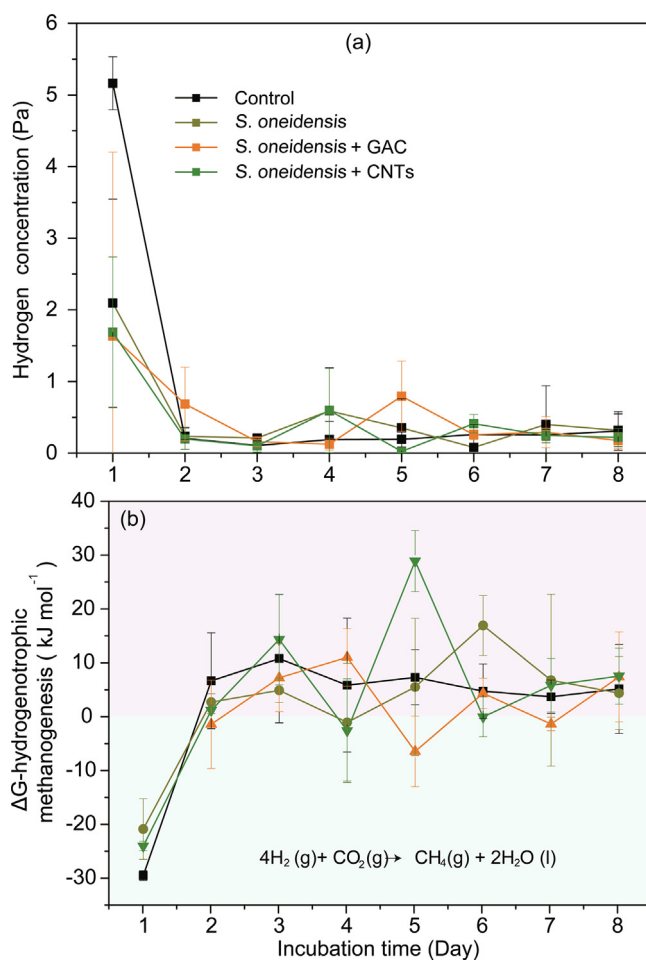 (a)
6
5
4
3
2
1
0
Hydrogen concentration (Pa)
Control
S. oneidensis
S. oneidensis + GAC
S. oneidensis + CNTs
1 2 3 4 5 6 7 8
(b)
40
30
20
10
0
-10
-20
-30
ΔG-hydrogenotrophic
methanogenesis ( kJ mol⁻¹)
4H₂ (g)+ CO₂(g)→ CH₄(g) + 2H₂O (l)
1 2 3 4 5 6 7 8
Incubation time (Day)